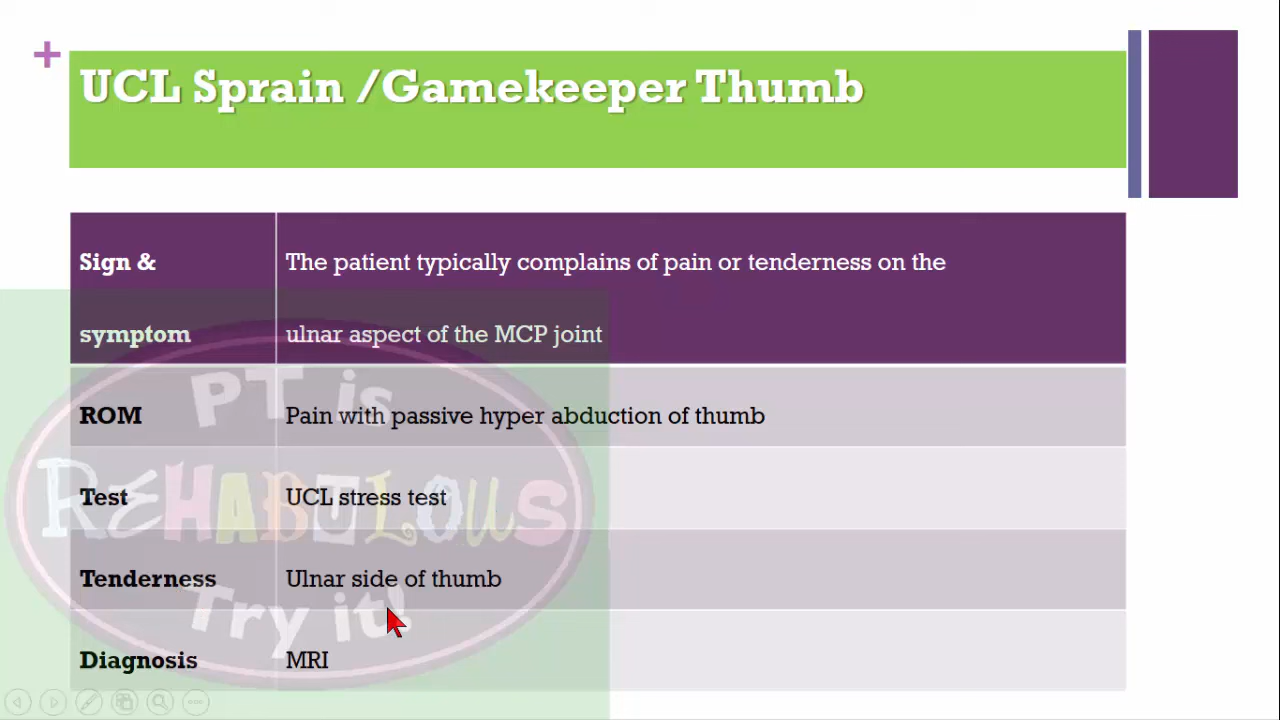 +
UCL Sprain /Gamekeeper Thumb
Sign &
symptom
The patient typically complains of pain or tenderness on the
ulnar aspect of the MCP joint
ROM
Pain with passive hyper abduction of thumb
Test
UCL stress test
Tenderness
Ulnar side of thumb
Diagnosis
MRI
PT is
REHABULOUS
Try it!